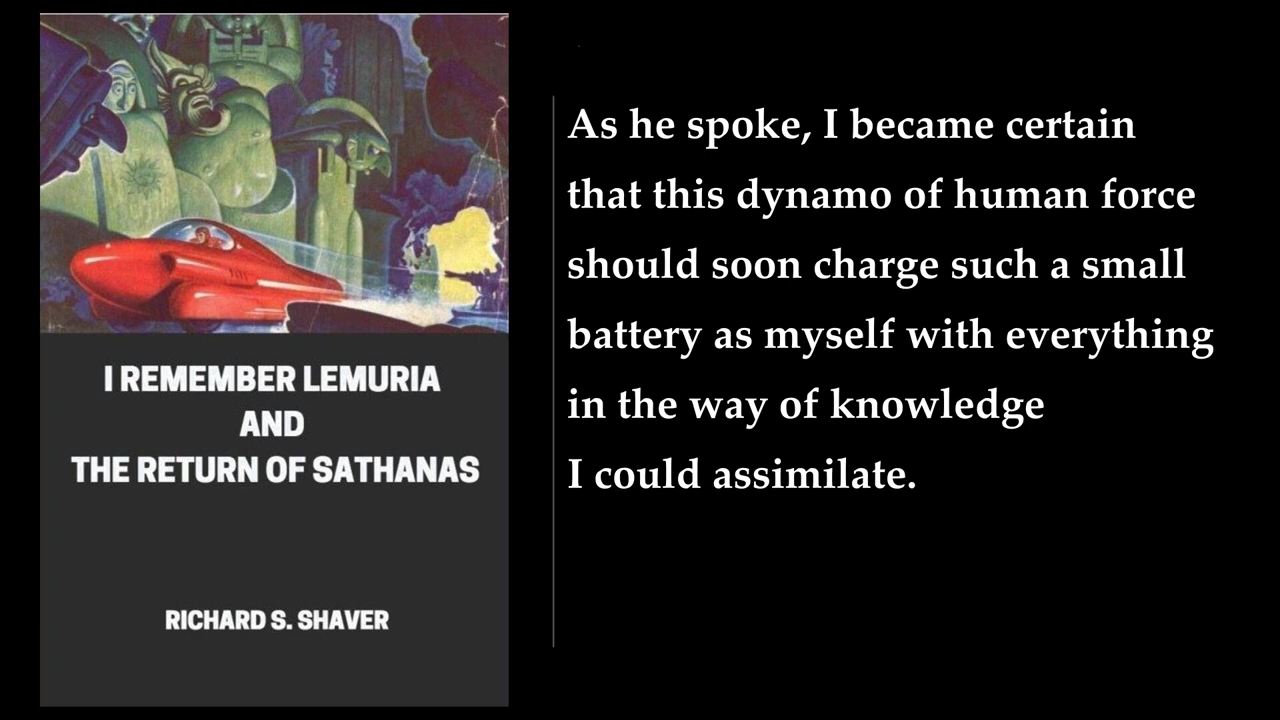 I REMEMBER LEMURIA
AND
THE RETURN OF SATHANAS
RICHARD S. SHAVER
As he spoke, I became certain
that this dynamo of human force
should soon charge such a small
battery as myself with everything
in the way of knowledge
I could assimilate.